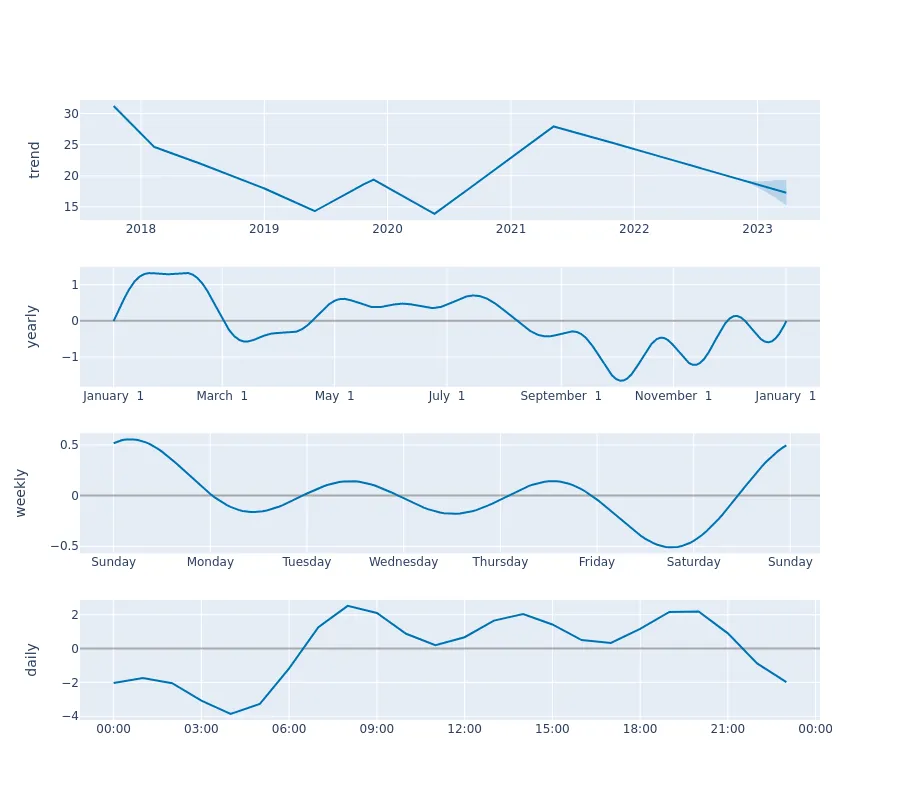 trend
30
25
20
15
2018 2019 2020 2021 2022 2023
yearly
1
0
−1
January 1 March 1 May 1 July 1 September 1 November 1 January 1
weekly
0.5
0
−0.5
Sunday Monday Tuesday Wednesday Thursday Friday Saturday Sunday
daily
2
0
−2
−4
00:00 03:00 06:00 09:00 12:00 15:00 18:00 21:00 00:00